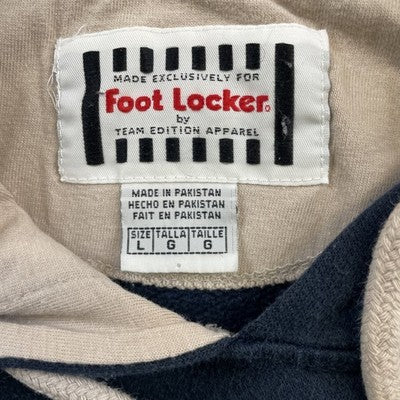 MADE EXCLUSIVELY FOR
Foot Locker®
by
TEAM EDITION APPAREL
MADE IN PAKISTAN
HECHO EN PAKISTAN
FAIT EN PAKISTAN
SIZE TALLA TAILLE
L G G